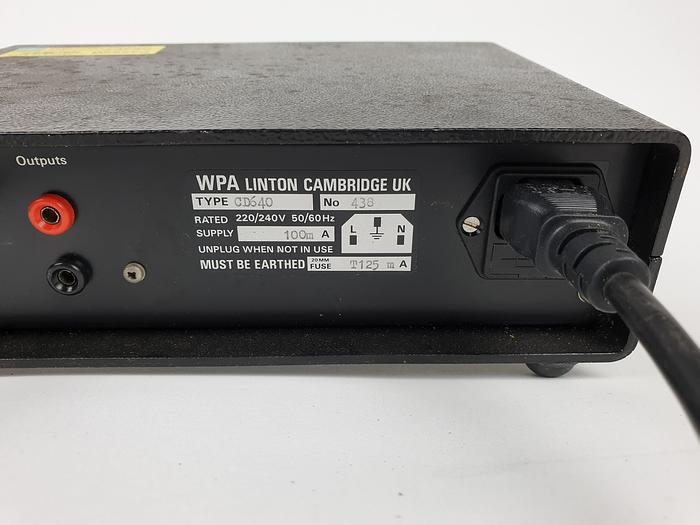 Outputs
WPA LINTON CAMBRIDGE UK
TYPE CD640 No 438
RATED 220/240V 50/60Hz
SUPPLY 100m A
L N
UNPLUG WHEN NOT IN USE
MUST BE EARTHED 20MM FUSE T125 m A